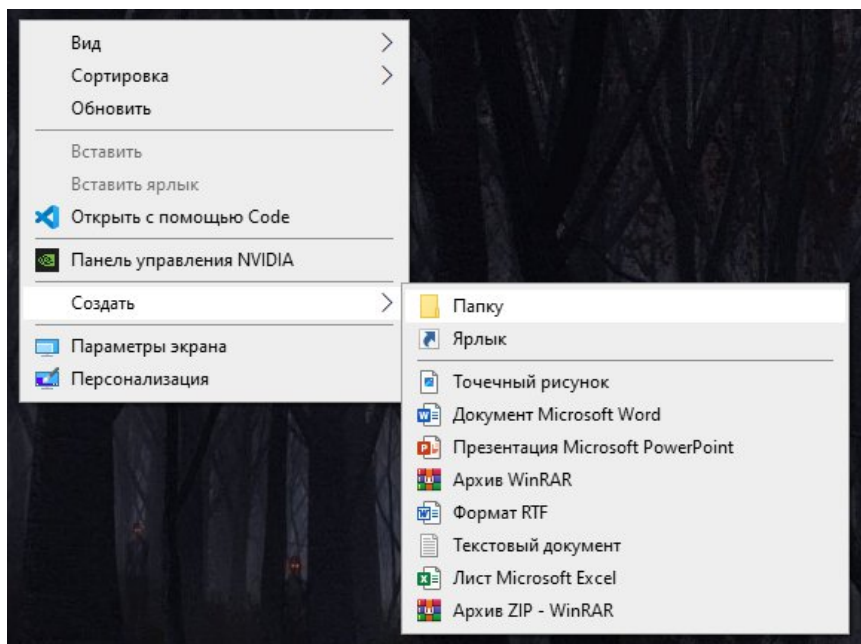 Вид
Сортировка
Обновить
Вставить
Вставить ярлык
Открыть с помощью Code
Панель управления NVIDIA
Создать
Параметры экрана
Персонализация
Папку
Ярлык
Точечный рисунок
Документ Microsoft Word
Презентация Microsoft PowerPoint
Архив WinRAR
Формат RTF
Текстовый документ
Лист Microsoft Excel
Архив ZIP - WinRAR